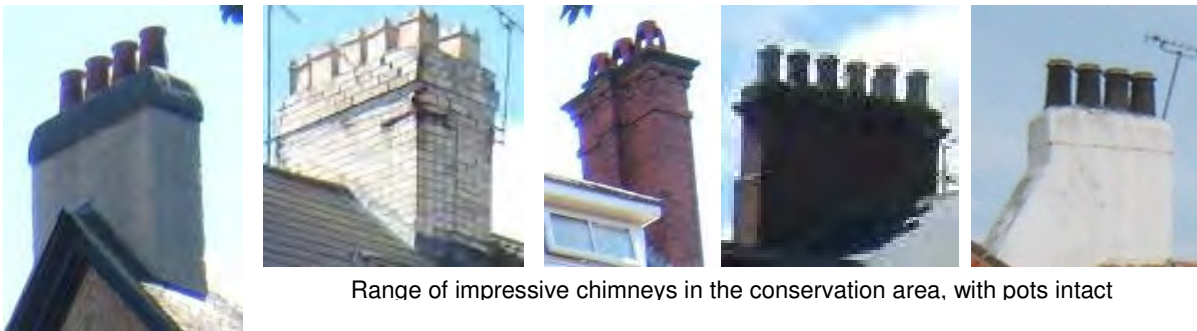 Range of impressive chimneys in the conservation area, with pots intact